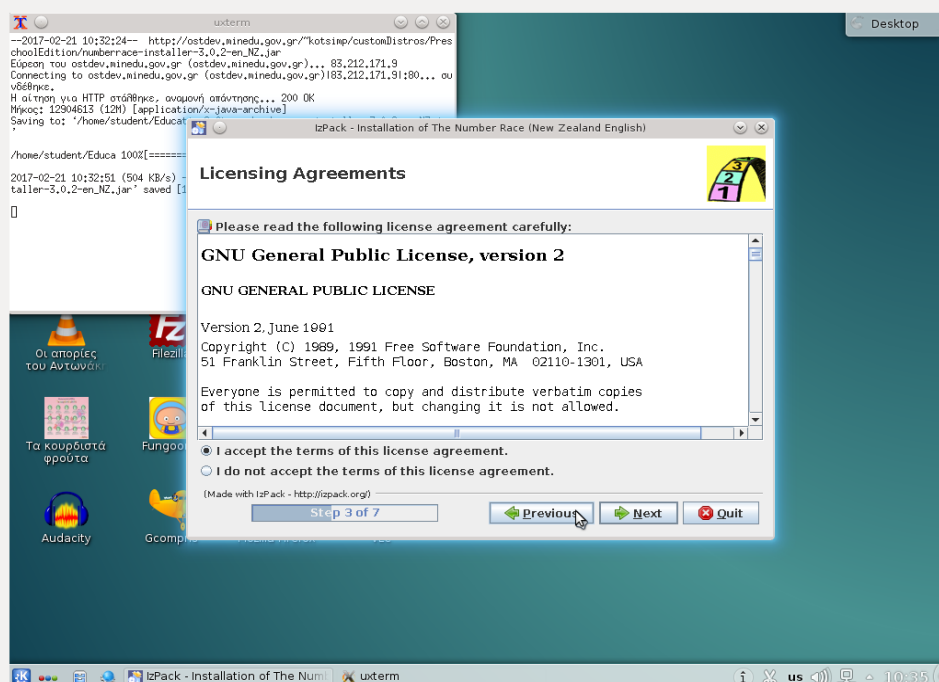 uxterm
--2017-02-21 10:32:24-- http://ostdev.minedu.gov.gr/~kotsimp/customDistros/Pres
choolEdition/numberrace-installer-3.0.2-en_NZ.jar
Εύρεση του ostdev.minedu.gov.gr (ostdev.minedu.gov.gr)... 83.212.171.9
Connecting to ostdev.minedu.gov.gr (ostdev.minedu.gov.gr)|83.212.171.9|:80... συ
νδέθηκε.
Η αίτηση για HTTP στάλθηκε, αναμονή απάντησης... 200 OK
Μήκος: 12904613 (12M) [application/x-java-archive]
Saving to: ‘/home/student/Educat
’
/home/student/Educa 100%[=======
2017-02-21 10:32:51 (504 KB/s) -
taller-3.0.2-en_NZ.jar’ saved [1
Desktop
IzPack - Installation of The Number Race (New Zealand English)
Licensing Agreements
3
2
1
Please read the following license agreement carefully:
GNU General Public License, version 2
GNU GENERAL PUBLIC LICENSE
Version 2, June 1991
Copyright (C) 1989, 1991 Free Software Foundation, Inc.
51 Franklin Street, Fifth Floor, Boston, MA  02110-1301, USA
Everyone is permitted to copy and distribute verbatim copies
of this license document, but changing it is not allowed.
I accept the terms of this license agreement.
I do not accept the terms of this license agreement.
(Made with IzPack - http://izpack.org/)
Step 3 of 7
Previous
Next
Quit
Οι απορίες
του Αντωνάκη
Filezill
Τα κουρδιστά
φρούτα
Fungoo
Audacity
Gcompr
IzPack - Installation of The Num
uxterm
us
10:35